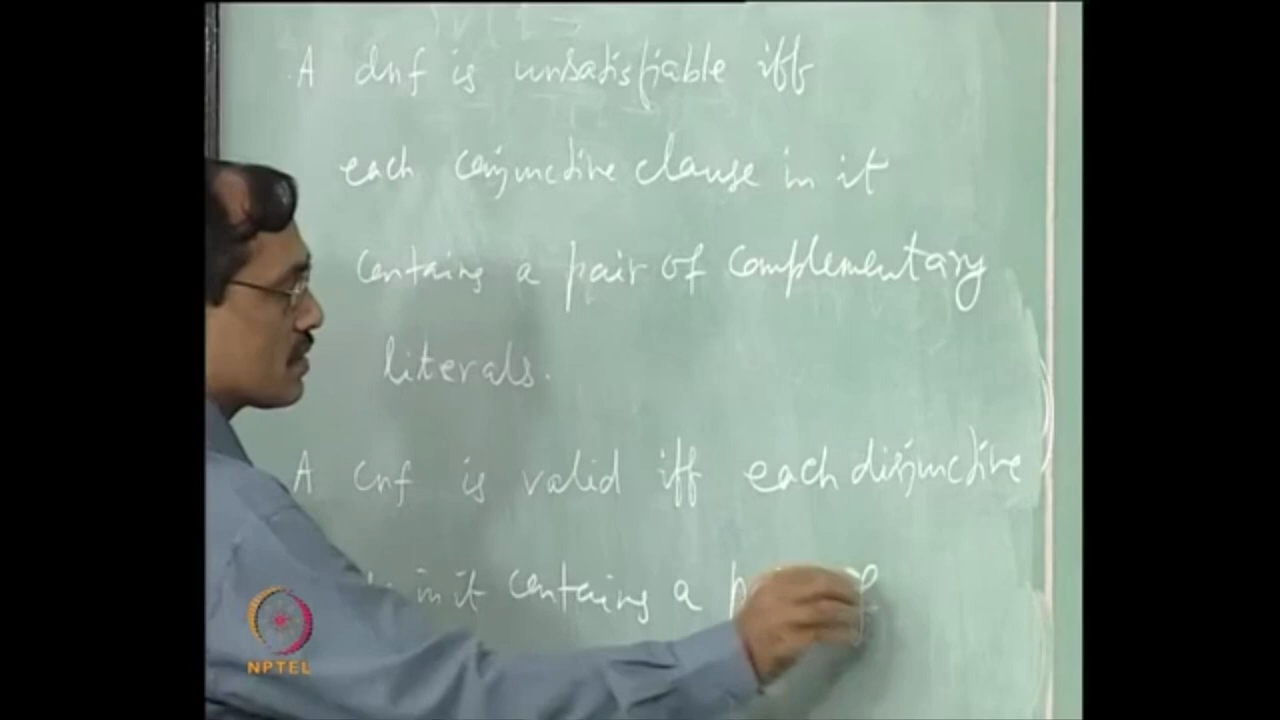 A dnf is unsatisfiable iff
each conjunctive clause in it
contains a pair of complementary
literals.
A cnf is valid iff each disjunctive
in it contains a
NPTEL